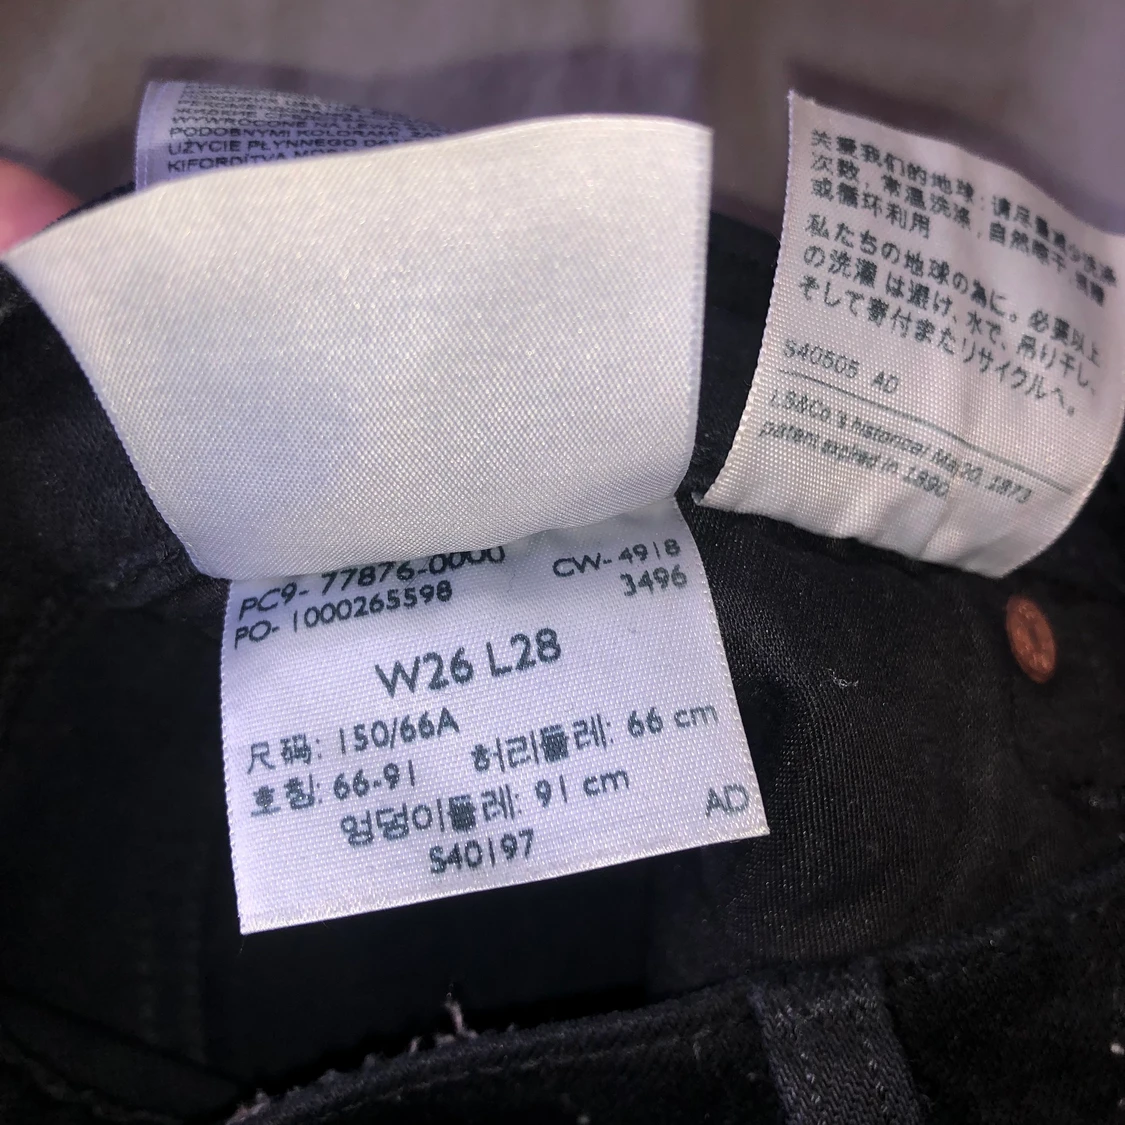 PODOBNYMI KOLORAMI.
UŻYCIE PŁYNNEGO
KIFORDÍTVA
关爱我们的地球：请尽量减少洗涤
次数，常温洗涤，自然晾干，捐赠
或循环利用
私たちの地球の為に。必要以上
の洗濯は避け、水で、吊り干し、
そして寄付またリサイクルへ。
S40505 AD
LS&Co's historical May 20, 1873
patent expired in 1890
PC9- 77876-0000 CW- 4918
PO- 1000265598 3496
W26 L28
尺码: 150/66A
호칭: 66-91 허리둘레: 66 cm
엉덩이둘레: 91 cm AD
S40197